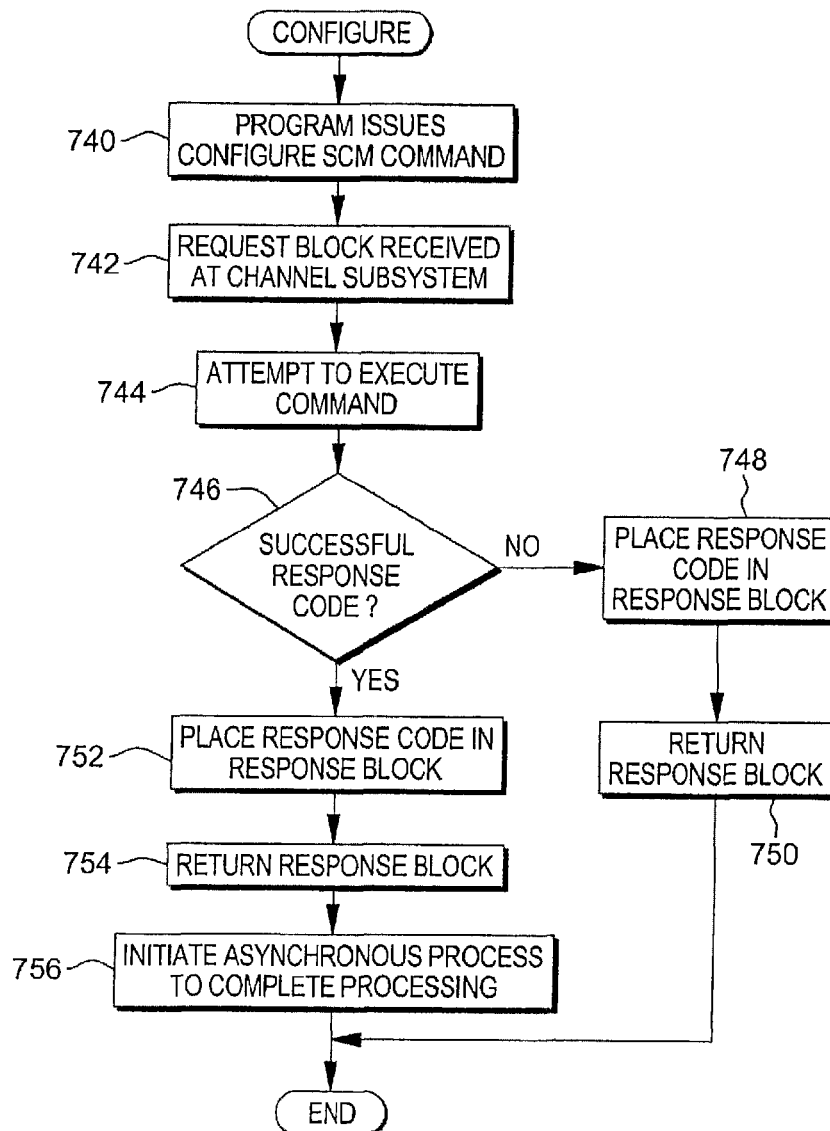 CONFIGURE
740
PROGRAM ISSUES
CONFIGURE SCM COMMAND
742
REQUEST BLOCK RECEIVED
AT CHANNEL SUBSYSTEM
744
ATTEMPT TO EXECUTE
COMMAND
746
SUCCESSFUL
RESPONSE
CODE ?
NO
748
PLACE RESPONSE
CODE IN
RESPONSE BLOCK
YES
752
PLACE RESPONSE CODE IN
RESPONSE BLOCK
RETURN
RESPONSE BLOCK
750
754
RETURN RESPONSE BLOCK
756
INITIATE ASYNCHRONOUS PROCESS
TO COMPLETE PROCESSING
END